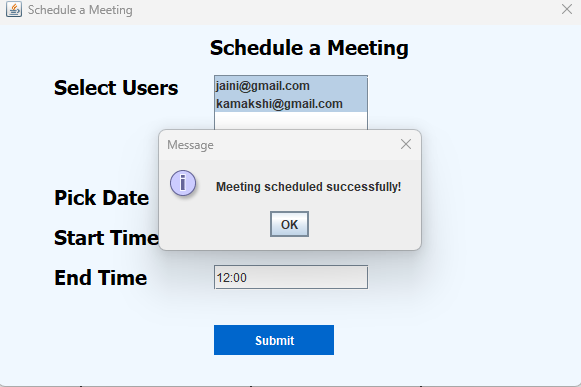 Schedule a Meeting
Schedule a Meeting
Select Users
jaini@gmail.com
kamakshi@gmail.com
Message
Meeting scheduled successfully!
OK
Pick Date
Start Time
End Time
12:00
Submit